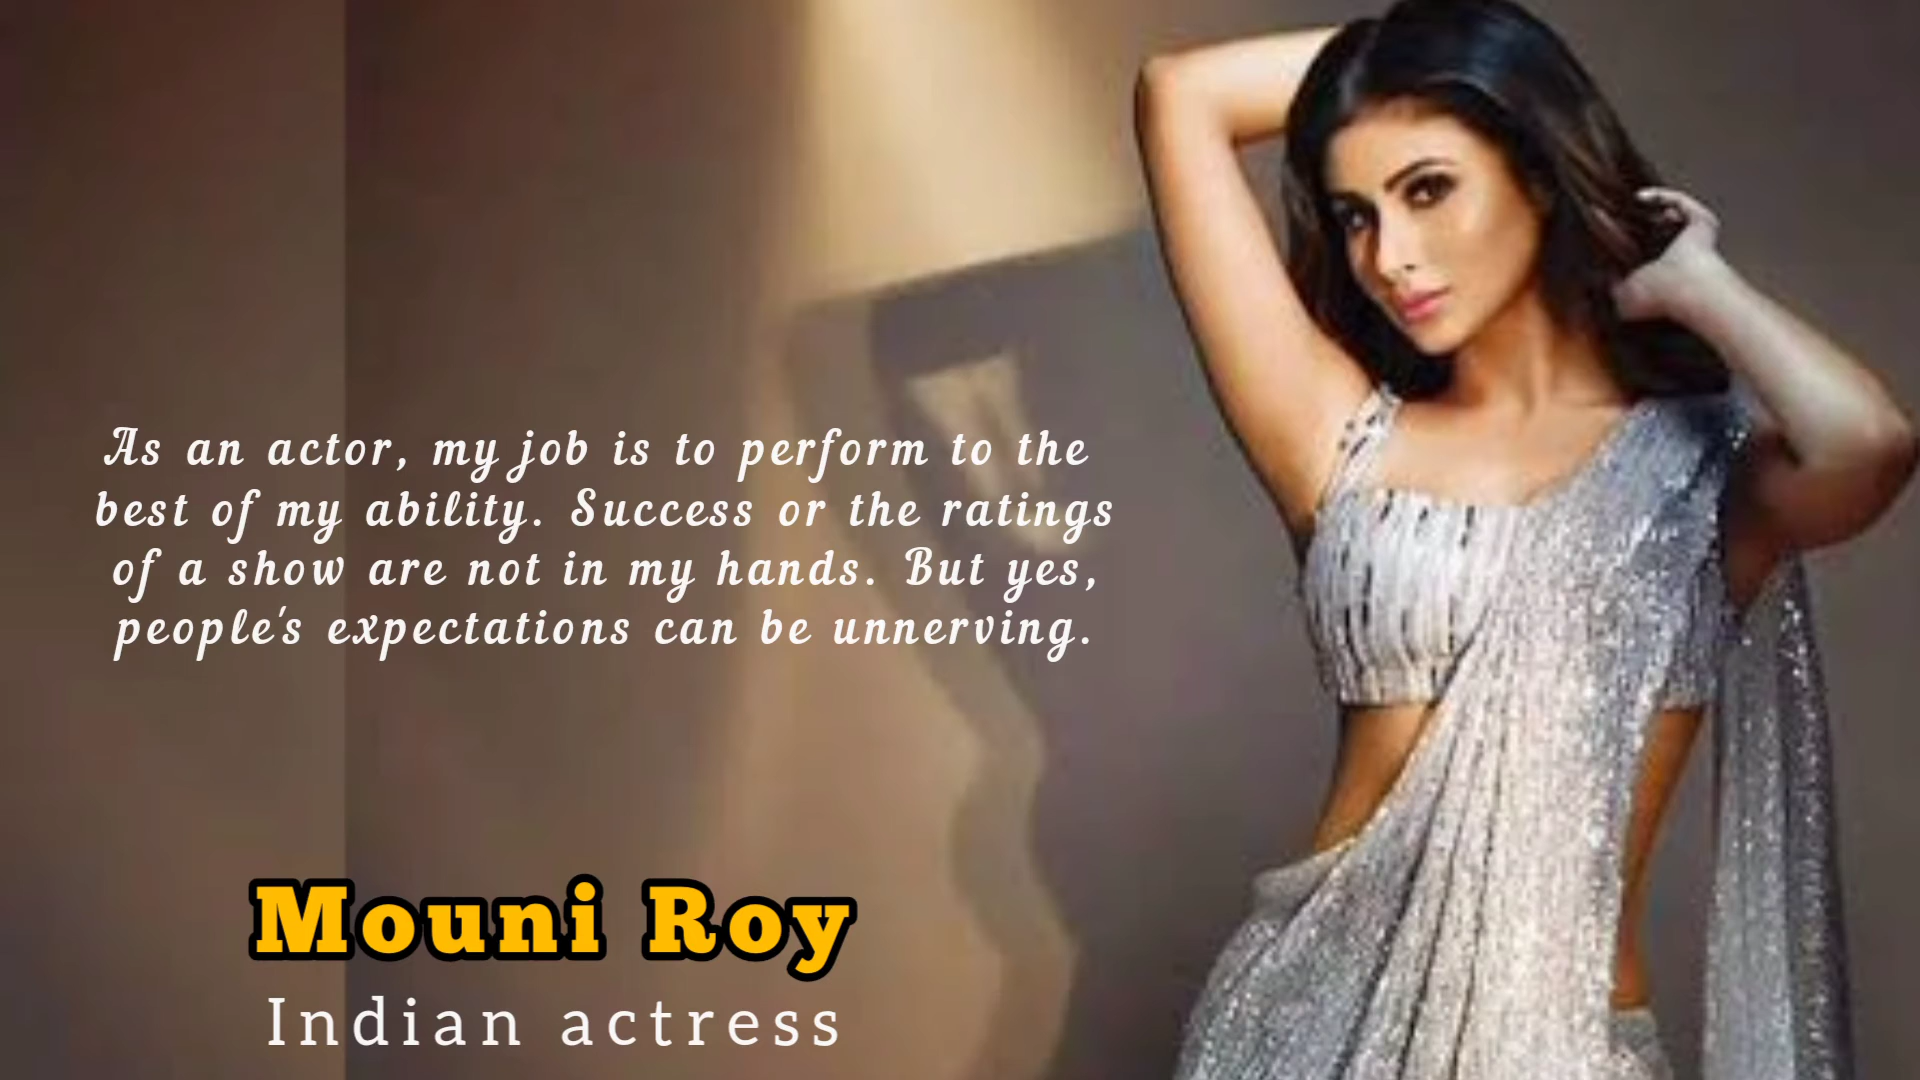 As an actor, my job is to perform to the
best of my ability. Success or the ratings
of a show are not in my hands. But yes,
people's expectations can be unnerving.
Mouni Roy
Indian actress